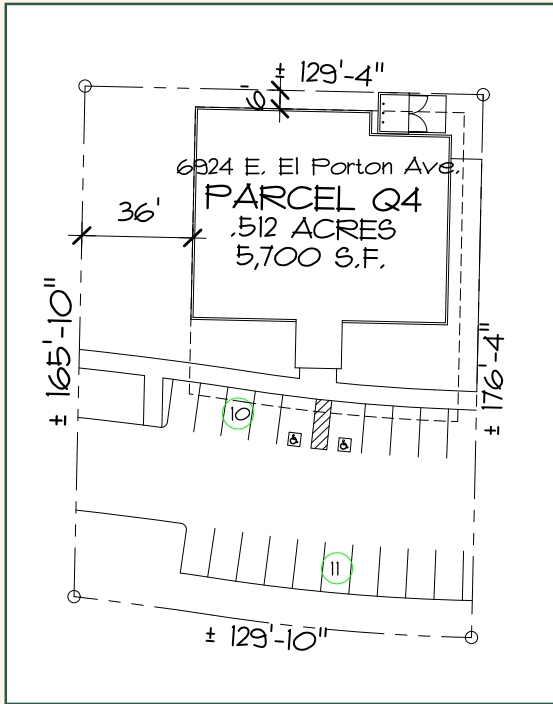 ± 129'-4"
6'
6924 E. El Porton Ave.
PARCEL Q4
.512 ACRES
5,700 S.F.
36'
± 165'-10"
± 176'-4"
10
11
± 129'-10"